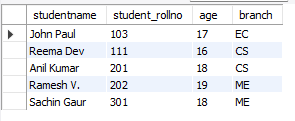 studentname student_rollno age branch
John Paul 103 17 EC
Reema Dev 111 16 CS
Anil Kumar 201 18 CS
Ramesh V. 202 19 ME
Sachin Gaur 301 18 ME